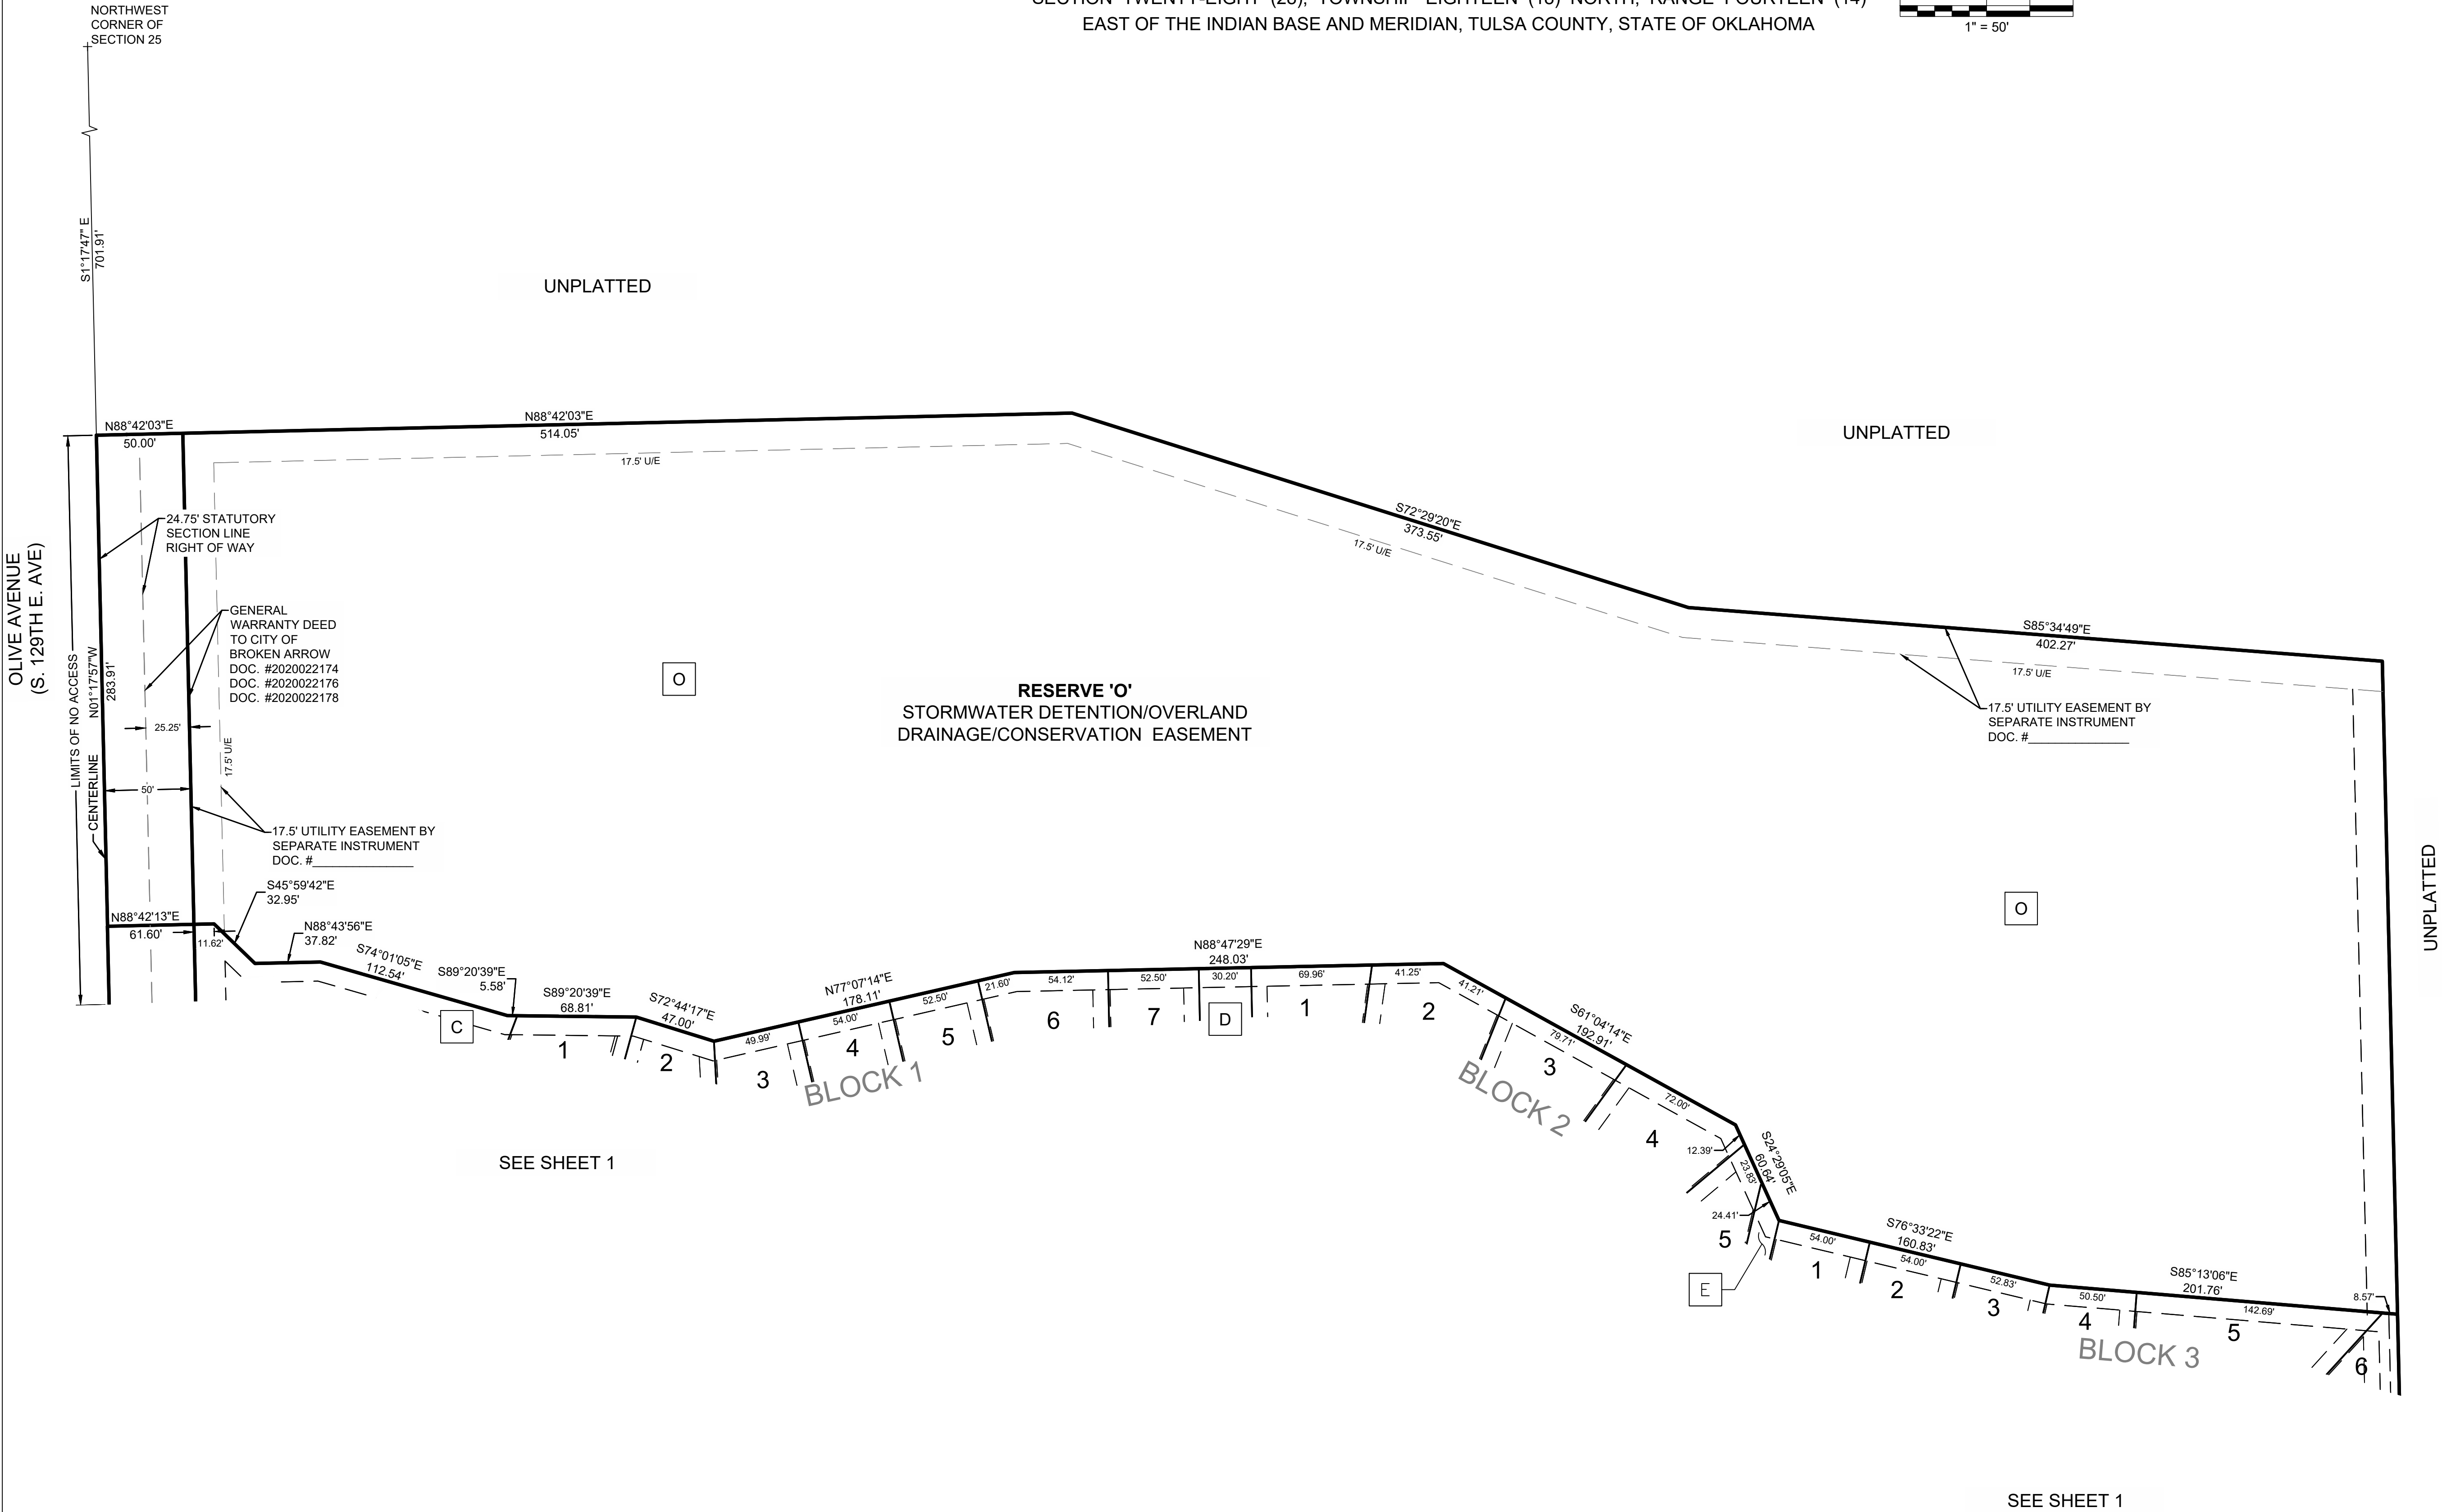 NORTHWEST
CORNER OF
SECTION 25
EAST OF THE INDIAN BASE AND MERIDIAN, TULSA COUNTY, STATE OF OKLAHOMA
1" = 50'
S1°17'47" E
701.91'
UNPLATTED
UNPLATTED
N88°42'03"E
50.00'
N88°42'03"E
514.05'
17.5' U/E
S72°29'20"E
373.55'
17.5' U/E
S85°34'49"E
402.27'
17.5' U/E
24.75' STATUTORY
SECTION LINE
RIGHT OF WAY
OLIVE AVENUE
(S. 129TH E. AVE)
LIMITS OF NO ACCESS
N01°17'57"W
283.91'
CENTERLINE
GENERAL
WARRANTY DEED
TO CITY OF
BROKEN ARROW
DOC. #2020022174
DOC. #2020022176
DOC. #2020022178
25.25'
17.5' U/E
50'
O
RESERVE 'O'
STORMWATER DETENTION/OVERLAND
DRAINAGE/CONSERVATION EASEMENT
17.5' UTILITY EASEMENT BY
SEPARATE INSTRUMENT
DOC. #_______________
17.5' UTILITY EASEMENT BY
SEPARATE INSTRUMENT
DOC. #_______________
O
UNPLATTED
S45°59'42"E
32.95'
N88°42'13"E
61.60'
11.62'
N88°43'56"E
37.82'
S74°01'05"E
112.54'
S89°20'39"E
5.58'
S89°20'39"E
68.81'
S72°44'17"E
47.00'
N77°07'14"E
178.11'
49.99'
54.00'
52.50'
21.60'
N88°47'29"E
248.03'
54.12'
52.50'
30.20'
69.96'
41.25'
41.21'
S61°04'14"E
192.91'
79.71'
72.00'
C
1
2
3
4
5
6
7
D
1
2
3
4
5
BLOCK 1
BLOCK 2
12.39'
23.83'
S24°29'05"E
60.64'
24.41'
E
S76°33'22"E
160.83'
54.00'
54.00'
52.83'
S85°13'06"E
201.76'
50.50'
142.69'
8.57'
1
2
3
4
5
6
BLOCK 3
SEE SHEET 1
SEE SHEET 1